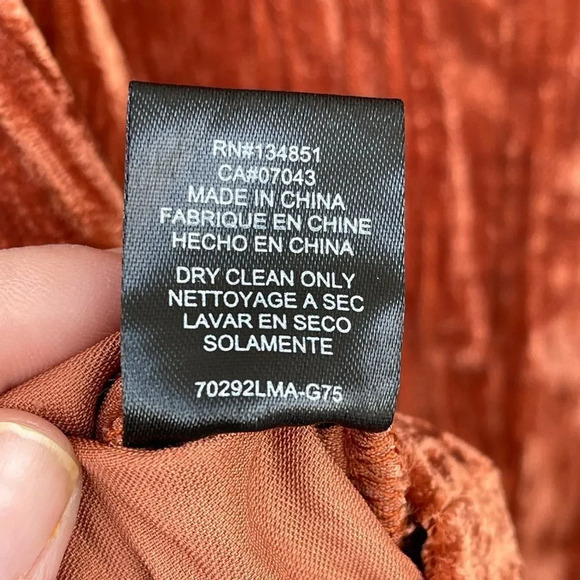 RN#134851
CA#07043
MADE IN CHINA
FABRIQUE EN CHINE
HECHO EN CHINA
DRY CLEAN ONLY
NETTOYAGE A SEC
LAVAR EN SECO
SOLAMENTE
70292LMA-G75